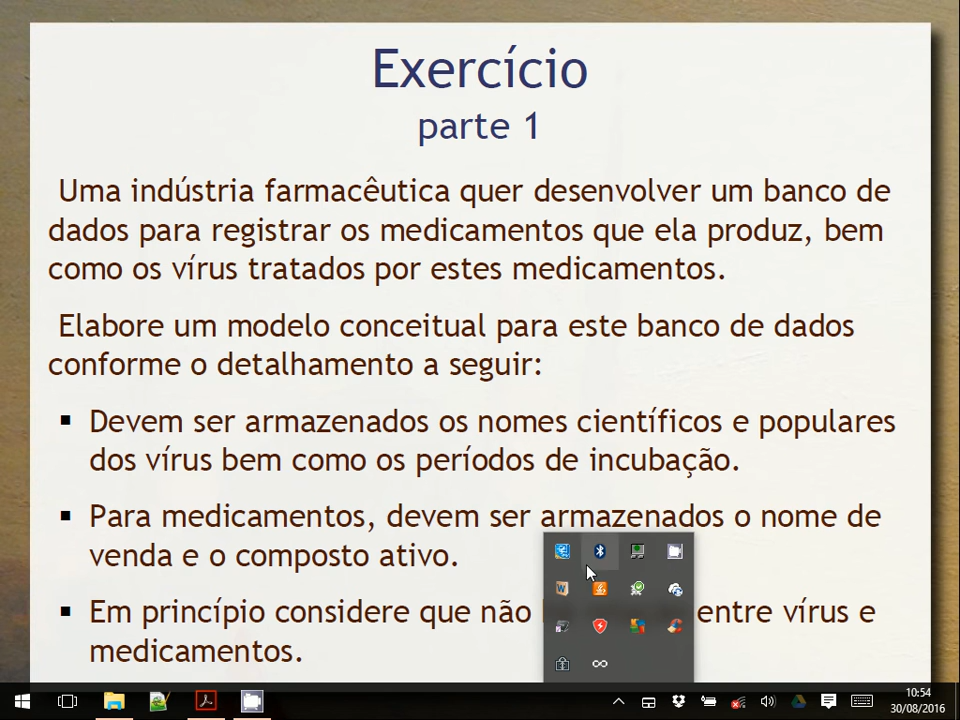 Exercício
parte 1
Uma indústria farmacêutica quer desenvolver um banco de
dados para registrar os medicamentos que ela produz, bem
como os vírus tratados por estes medicamentos.
Elabore um modelo conceitual para este banco de dados
conforme o detalhamento a seguir:
▪ Devem ser armazenados os nomes científicos e populares
dos vírus bem como os períodos de incubação.
▪ Para medicamentos, devem ser armazenados o nome de
venda e o composto ativo.
▪ Em princípio considere que não entre vírus e
medicamentos.
10:54
30/08/2016